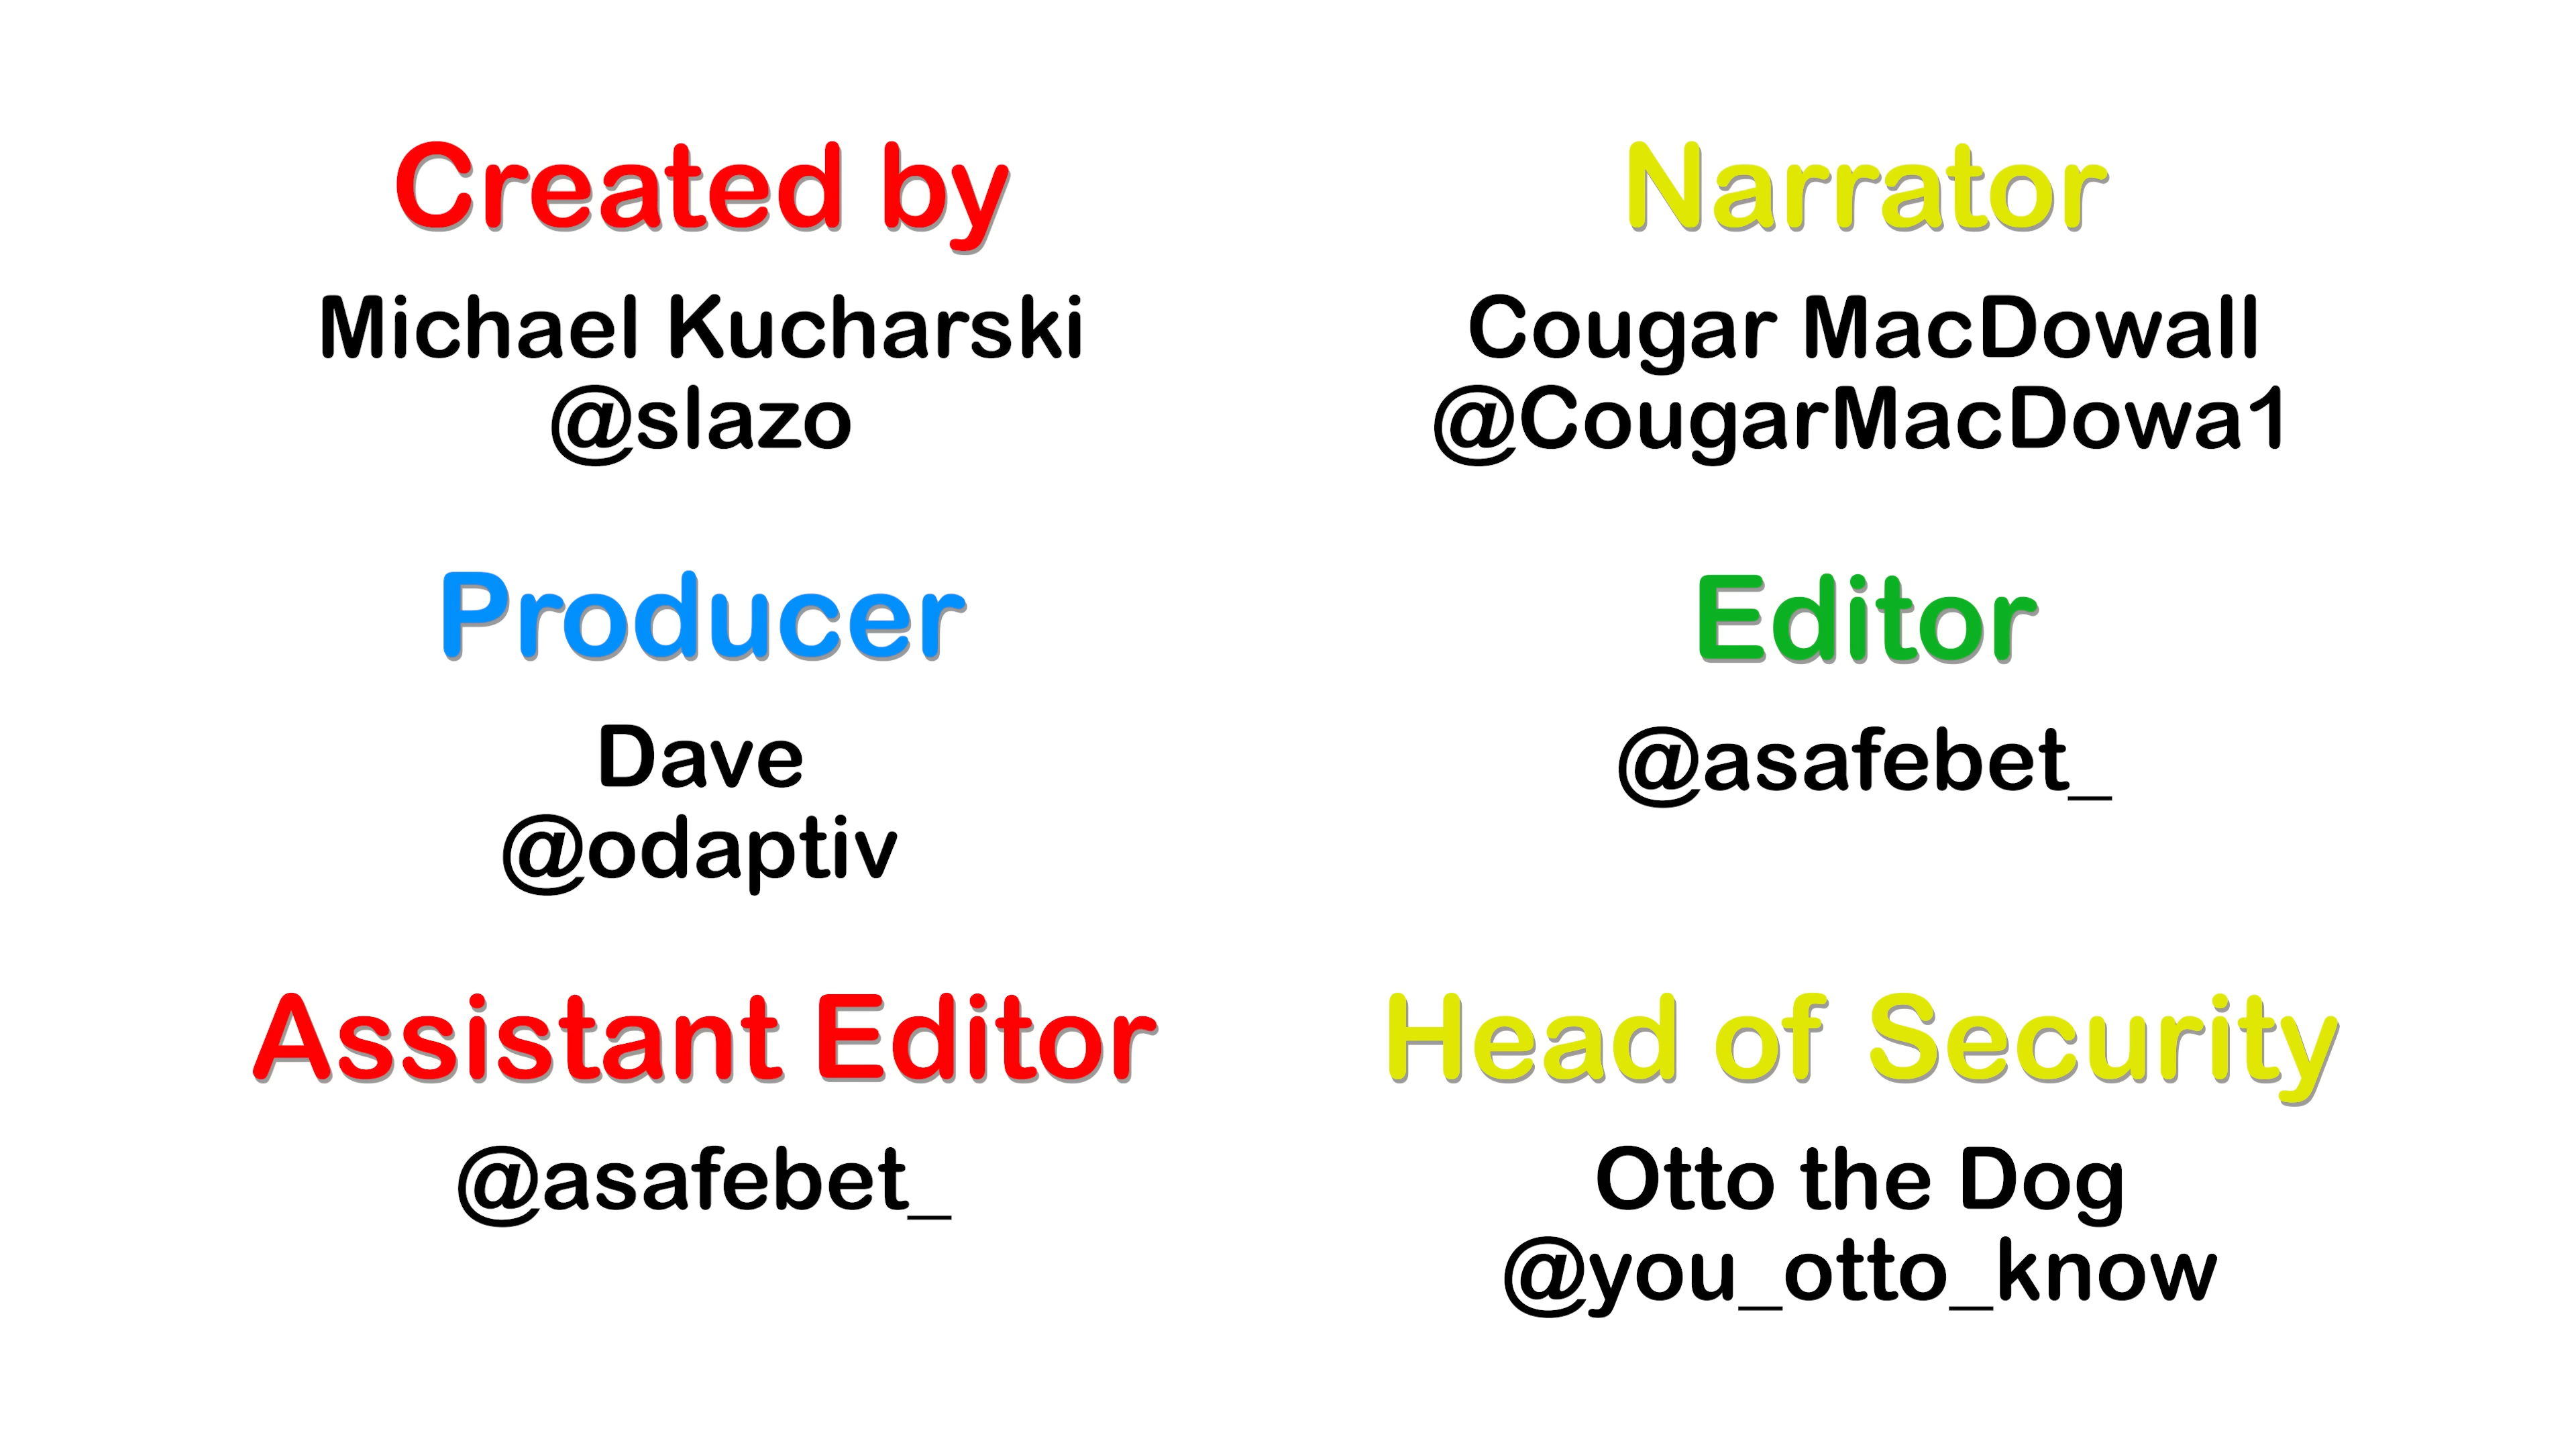 Created by
Michael Kucharski
@slazo
Narrator
Cougar MacDowall
@CougarMacDowa1
Producer
Dave
@odaptiv
Editor
@asafebet_
Assistant Editor
@asafebet_
Head of Security
Otto the Dog
@you_otto_know